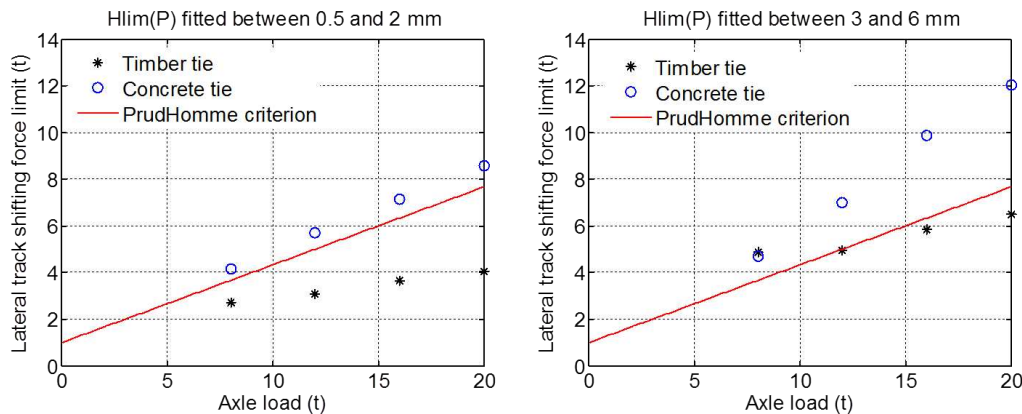 Hlim(P) fitted between 0.5 and 2 mm
14
12
10
8
6
4
2
0
Lateral track shifting force limit (t)
Timber tie
Concrete tie
PrudHomme criterion
0 5 10 15 20
Axle load (t)
Hlim(P) fitted between 3 and 6 mm
14
12
10
8
6
4
2
0
Lateral track shifting force limit (t)
Timber tie
Concrete tie
PrudHomme criterion
0 5 10 15 20
Axle load (t)